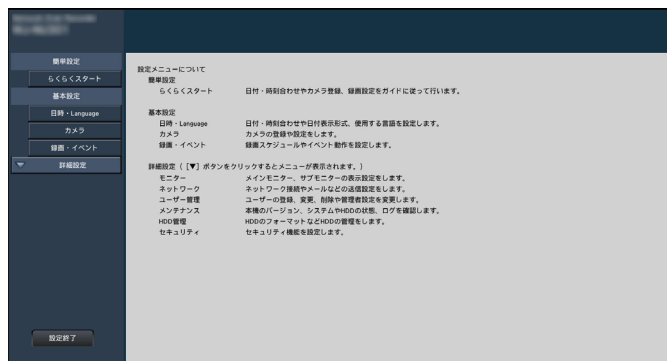 簡単設定
らくらくスタート
基本設定
日時・Language
カメラ
録画・イベント
▼ 詳細設定
設定終了
設定メニューについて
簡単設定
らくらくスタート 日付・時刻合わせやカメラ登録、録画設定をガイドに従って行います。
基本設定
日時・Language 日付・時刻合わせや日付表示形式、使用する言語を設定します。
カメラ カメラの登録や設定をします。
録画・イベント 録画スケジュールやイベント動作を設定します。
詳細設定（［▼］ボタンをクリックするとメニューが表示されます。）
モニター メインモニター、サブモニターの表示設定をします。
ネットワーク ネットワーク接続やメールなどの送信設定をします。
ユーザー管理 ユーザーの登録、変更、削除や管理者設定を変更します。
メンテナンス 本機のバージョン、システムやHDDの状態、ログを確認します。
HDD管理 HDDのフォーマットなどHDDの管理をします。
セキュリティ セキュリティ機能を設定します。